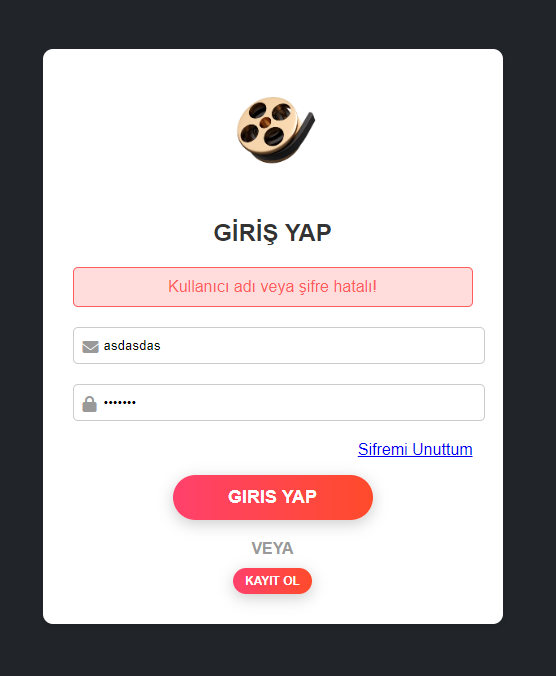 GİRİŞ YAP
Kullanıcı adı veya şifre hatalı!
asdasdas
•••••••
Sifremi Unuttum
GIRIS YAP
VEYA
KAYIT OL